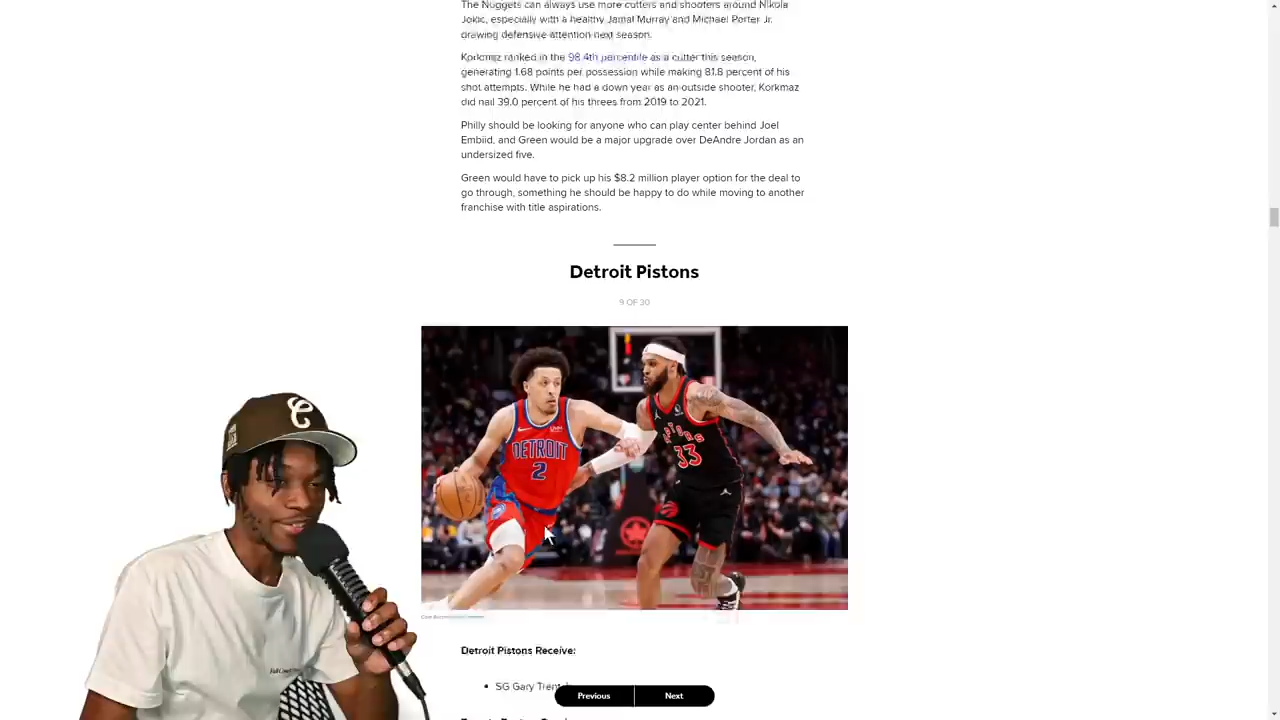 The Nuggets can always use more cutters and shooters around Nikola
Jokic, especially with a healthy Jamal Murray and Michael Porter Jr.
drawing defensive attention next season.
Korkmaz ranked in the 98.4th percentile as a cutter this season,
generating 1.68 points per possession while making 81.8 percent of his
shot attempts. While he had a down year as an outside shooter, Korkmaz
did nail 39.0 percent of his threes from 2019 to 2021.
Philly should be looking for anyone who can play center behind Joel
Embiid, and Green would be a major upgrade over DeAndre Jordan as an
undersized five.
Green would have to pick up his $8.2 million player option for the deal to
go through, something he should be happy to do while moving to another
franchise with title aspirations.
Detroit Pistons
9 OF 30
DETROIT
2
RAPTORS
33
Detroit Pistons Receive:
• SG Gary Trent
Previous
Next